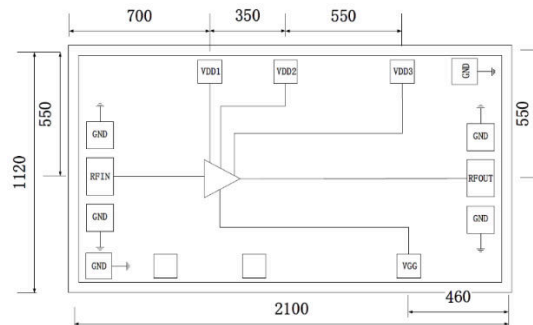 700 350 550
VDD1 VDD2 VDD3 GND
550 550
GND GND
1120
RFIN RFOUT
GND GND
GND VGG
460
2100